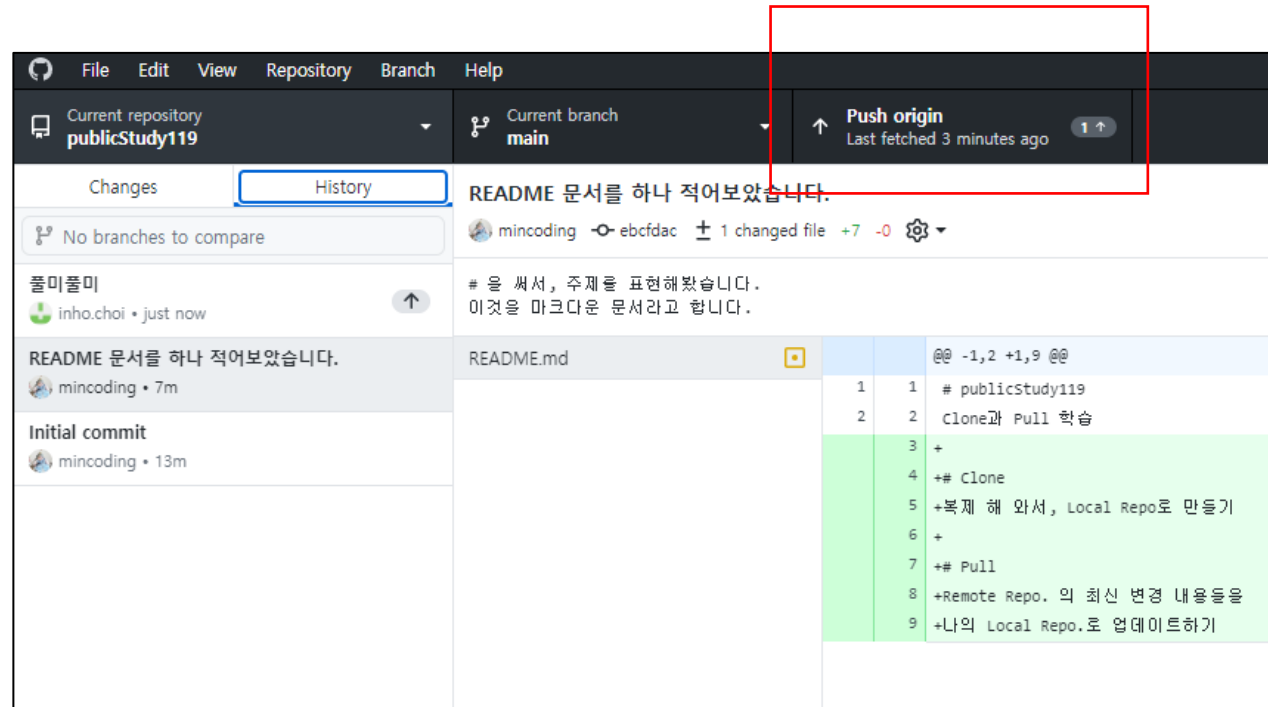 File Edit View Repository Branch Help
Current repository
publicStudy119
Current branch
main
Push origin
Last fetched 3 minutes ago
1
Changes
History
No branches to compare
풀미풀미
inho.choi • just now
README 문서를 하나 적어보았습니다.
mincoding • 7m
Initial commit
mincoding • 13m
README 문서를 하나 적어보았습니다.
mincoding ebcfdac 1 changed file +7 -0
# 을 써서, 주제를 표현해봤습니다.
이것을 마크다운 문서라고 합니다.
README.md
@@ -1,2 +1,9 @@
1 1 # publicStudy119
2 2 Clone과 Pull 학습
3 +
4 +# Clone
5 +복제 해 와서, Local Repo로 만들기
6 +
7 +# Pull
8 +Remote Repo. 의 최신 변경 내용들을
9 +나의 Local Repo.로 업데이트하기